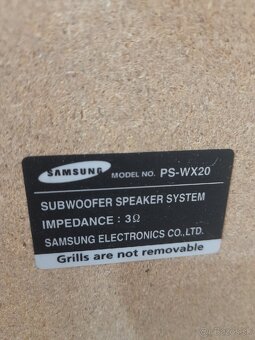 SAMSUNG MODEL NO. PS-WX20
SUBWOOFER SPEAKER SYSTEM
IMPEDANCE : 3Ω
SAMSUNG ELECTRONICS CO.,LTD.
Grills are not removable